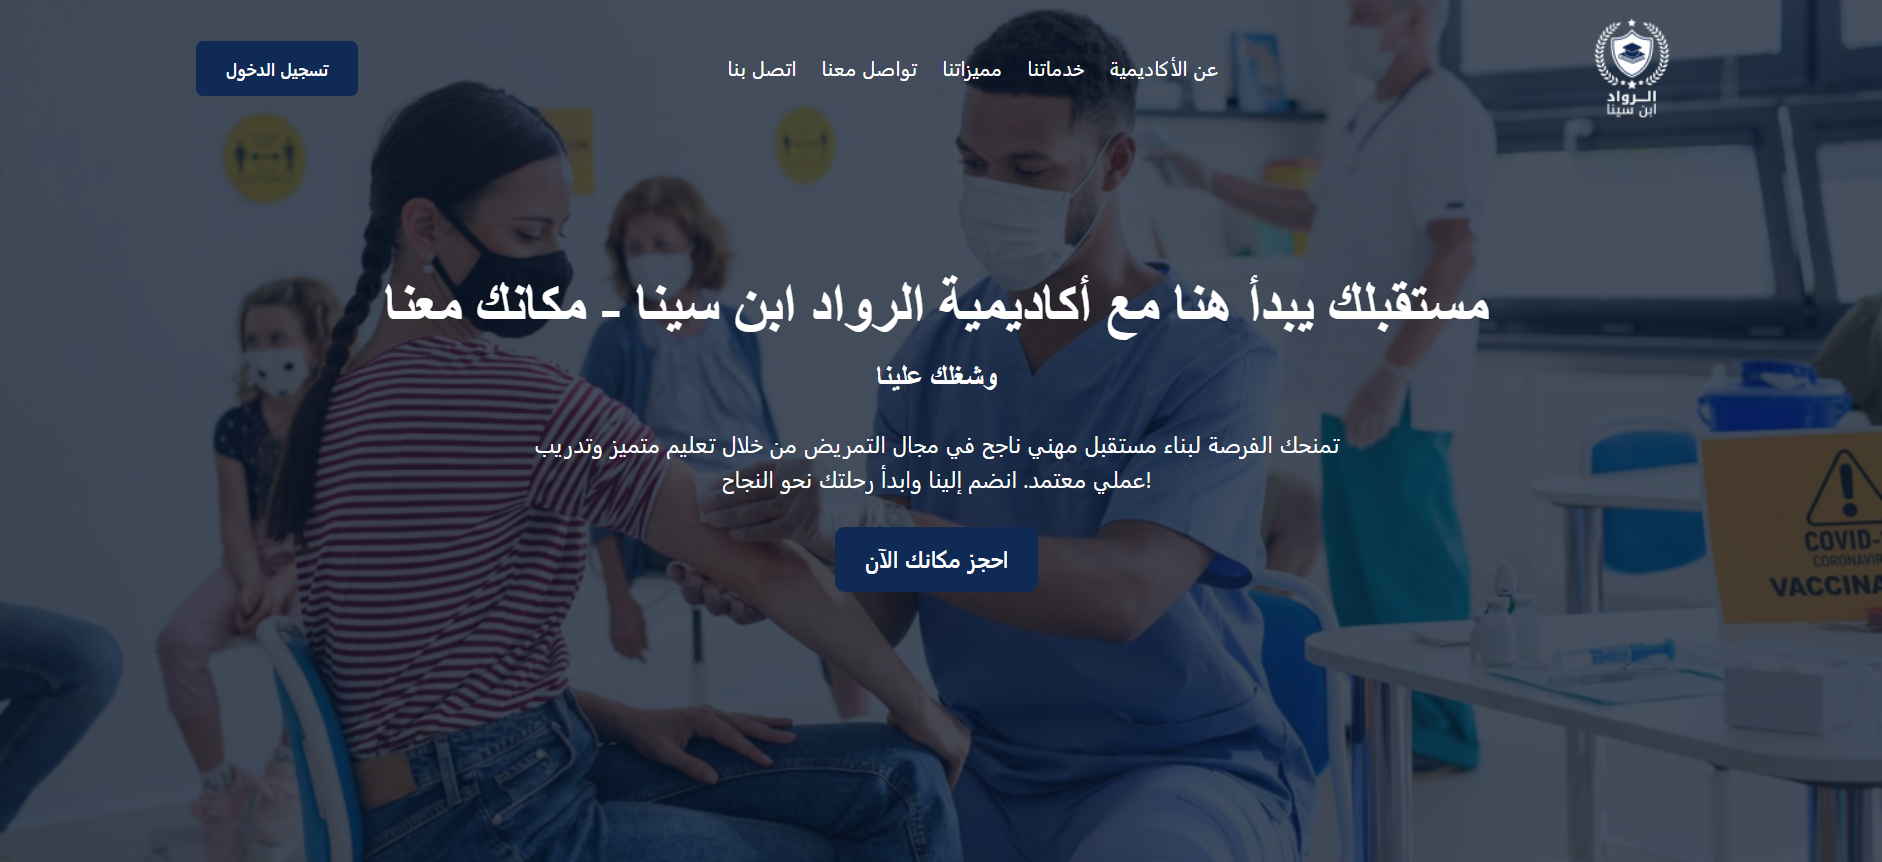 الرواد
ابن سينا
عن الأكاديمية
خدماتنا
مميزاتنا
تواصل معنا
اتصل بنا
تسجيل الدخول
مستقبلك يبدأ هنا مع أكاديمية الرواد ابن سينا - مكانك معنا
وشغلك علينا
تمنحك الفرصة لبناء مستقبل مهني ناجح في مجال التمريض من خلال تعليم متميز وتدريب
!عملي معتمد. انضم إلينا وابدأ رحلتك نحو النجاح
احجز مكانك الآن
COVID-
CORONAVIR
VACCINA